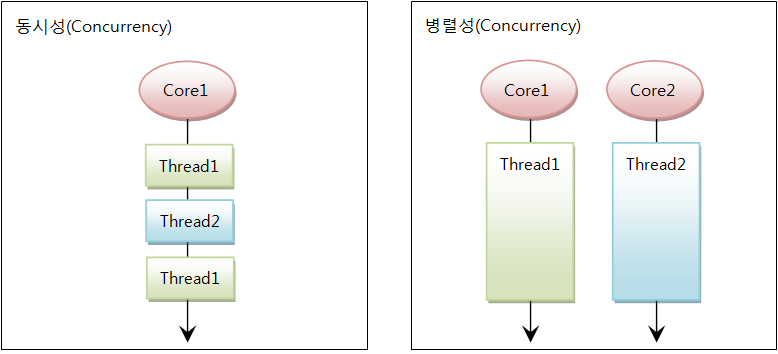 동시성(Concurrency)
Core1
Thread1
Thread2
Thread1
병렬성(Concurrency)
Core1 Core2
Thread1 Thread2